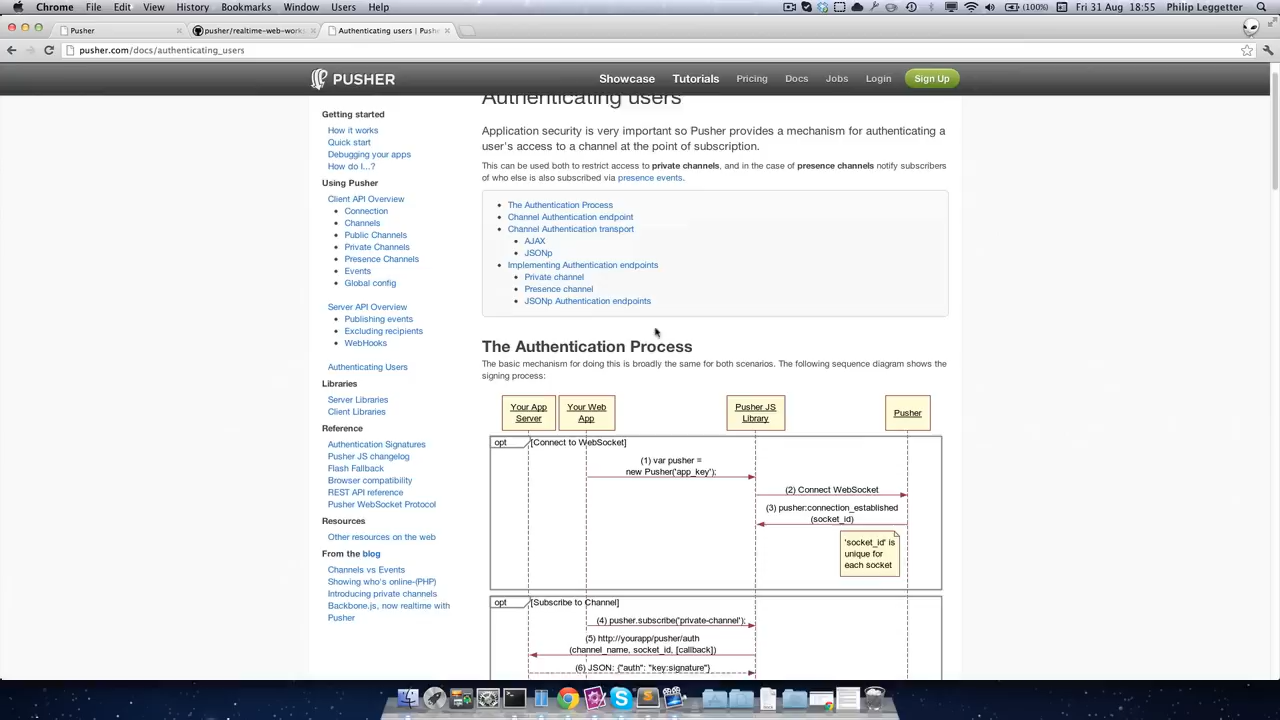 Chrome File Edit View History Bookmarks Window Users Help
(100%) Fri 31 Aug 18:55 Philip Leggetter
Pusher
pusher/realtime-web-works
Authenticating users | Push
pusher.com/docs/authenticating_users
PUSHER
Showcase Tutorials Pricing Docs Jobs Login Sign Up
Getting started
How it works
Quick start
Debugging your apps
How do I...?
Using Pusher
Client API Overview
• Connection
• Channels
• Public Channels
• Private Channels
• Presence Channels
• Events
• Global config
Server API Overview
• Publishing events
• Excluding recipients
• WebHooks
Authenticating Users
Libraries
Server Libraries
Client Libraries
Reference
Authentication Signatures
Pusher JS changelog
Flash Fallback
Browser compatibility
REST API reference
Pusher WebSocket Protocol
Resources
Other resources on the web
From the blog
Channels vs Events
Showing who's online-(PHP)
Introducing private channels
Backbone.js, now realtime with
Pusher
Authenticating users
Application security is very important so Pusher provides a mechanism for authenticating a
user's access to a channel at the point of subscription.
This can be used both to restrict access to private channels, and in the case of presence channels notify subscribers
of who else is also subscribed via presence events.
• The Authentication Process
• Channel Authentication endpoint
• Channel Authentication transport
• AJAX
• JSONp
• Implementing Authentication endpoints
• Private channel
• Presence channel
• JSONp Authentication endpoints
The Authentication Process
The basic mechanism for doing this is broadly the same for both scenarios. The following sequence diagram shows the
signing process:
Your App
Server
Your Web
App
Pusher JS
Library
Pusher
opt [Connect to WebSocket]
(1) var pusher =
new Pusher('app_key');
(2) Connect WebSocket
(3) pusher:connection_established
(socket_id)
'socket_id' is
unique for
each socket
opt [Subscribe to Channel]
(4) pusher.subscribe('private-channel');
(5) http://yourapp/pusher/auth
(channel_name, socket_id, [callback])
(6) JSON: {"auth": "key:signature"}